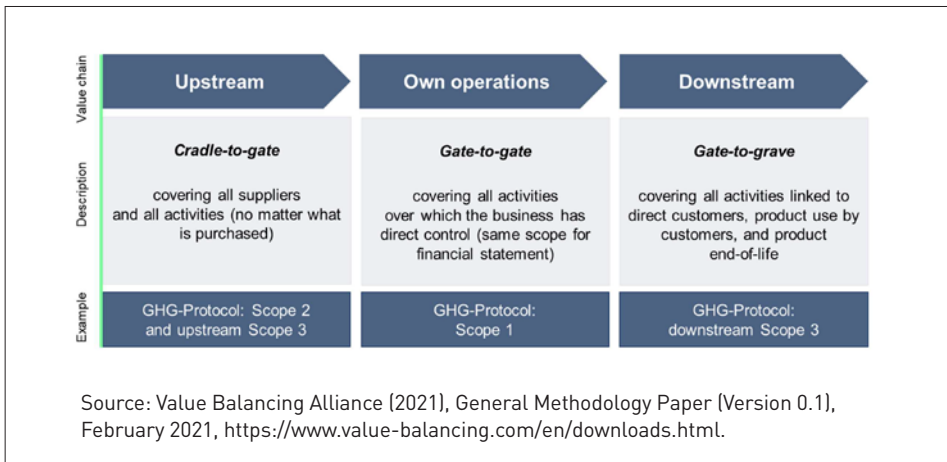 Value chain
Upstream
Own operations
Downstream
Description
Cradle-to-gate
covering all suppliers
and all activities (no matter what
is purchased)
Gate-to-gate
covering all activities
over which the business has
direct control (same scope for
financial statement)
Gate-to-grave
covering all activities linked to
direct customers, product use by
customers, and product
end-of-life
Example
GHG-Protocol: Scope 2
and upstream Scope 3
GHG-Protocol:
Scope 1
GHG-Protocol:
downstream Scope 3
Source: Value Balancing Alliance (2021), General Methodology Paper (Version 0.1),
February 2021, https://www.value-balancing.com/en/downloads.html.